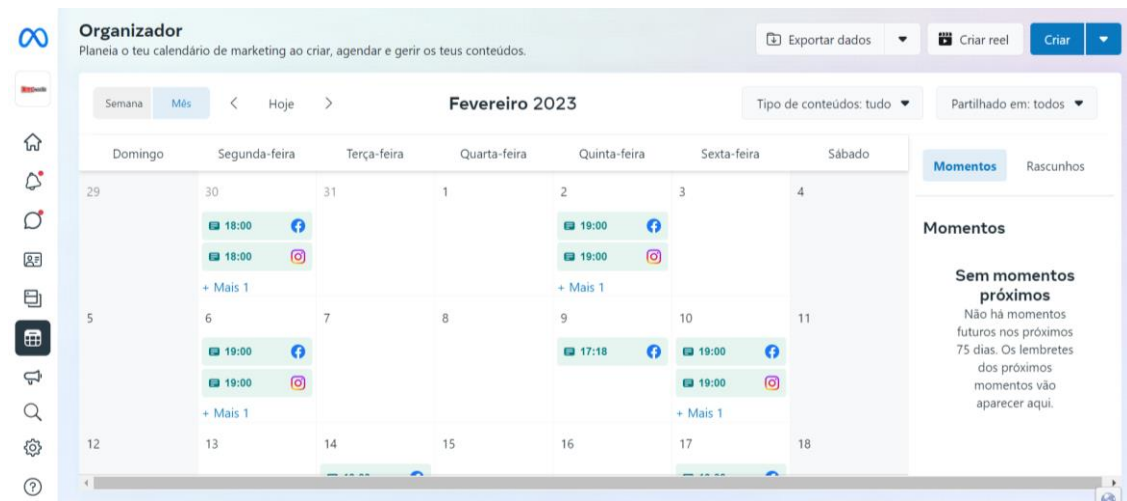 Organizador
Planeia o teu calendário de marketing ao criar, agendar e gerir os teus conteúdos.
Exportar dados
Criar reel
Criar
Semana Mês Hoje
Fevereiro 2023
Tipo de conteúdos: tudo
Partilhado em: todos
Domingo Segunda-feira Terça-feira Quarta-feira Quinta-feira Sexta-feira Sábado
29 30 31 1 2 3 4
18:00 19:00
18:00 19:00
+ Mais 1 + Mais 1
5 6 7 8 9 10 11
19:00 17:18 19:00
19:00 19:00
+ Mais 1 + Mais 1
12 13 14 15 16 17 18
Momentos Rascunhos
Momentos
Sem momentos
próximos
Não há momentos
futuros nos próximos
75 dias. Os lembretes
dos próximos
momentos vão
aparecer aqui.